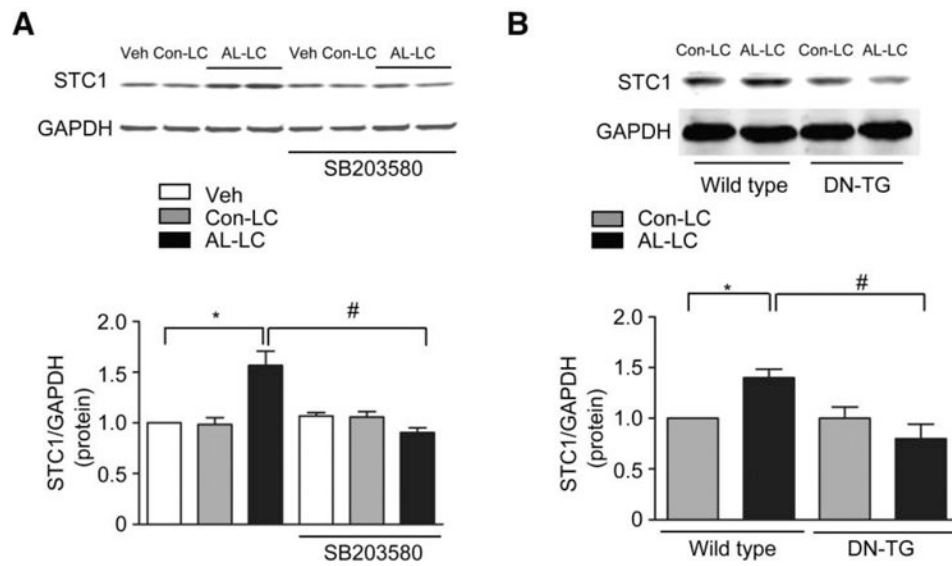 A
Veh Con-LC AL-LC Veh Con-LC AL-LC
STC1
GAPDH
SB203580
Veh
Con-LC
AL-LC
* #
STC1/GAPDH
(protein)
2.0
1.5
1.0
0.5
0
SB203580
B
Con-LC AL-LC Con-LC AL-LC
STC1
GAPDH
Wild type DN-TG
Con-LC
AL-LC
* #
STC1/GAPDH
(protein)
2.0
1.5
1.0
0.5
0
Wild type DN-TG